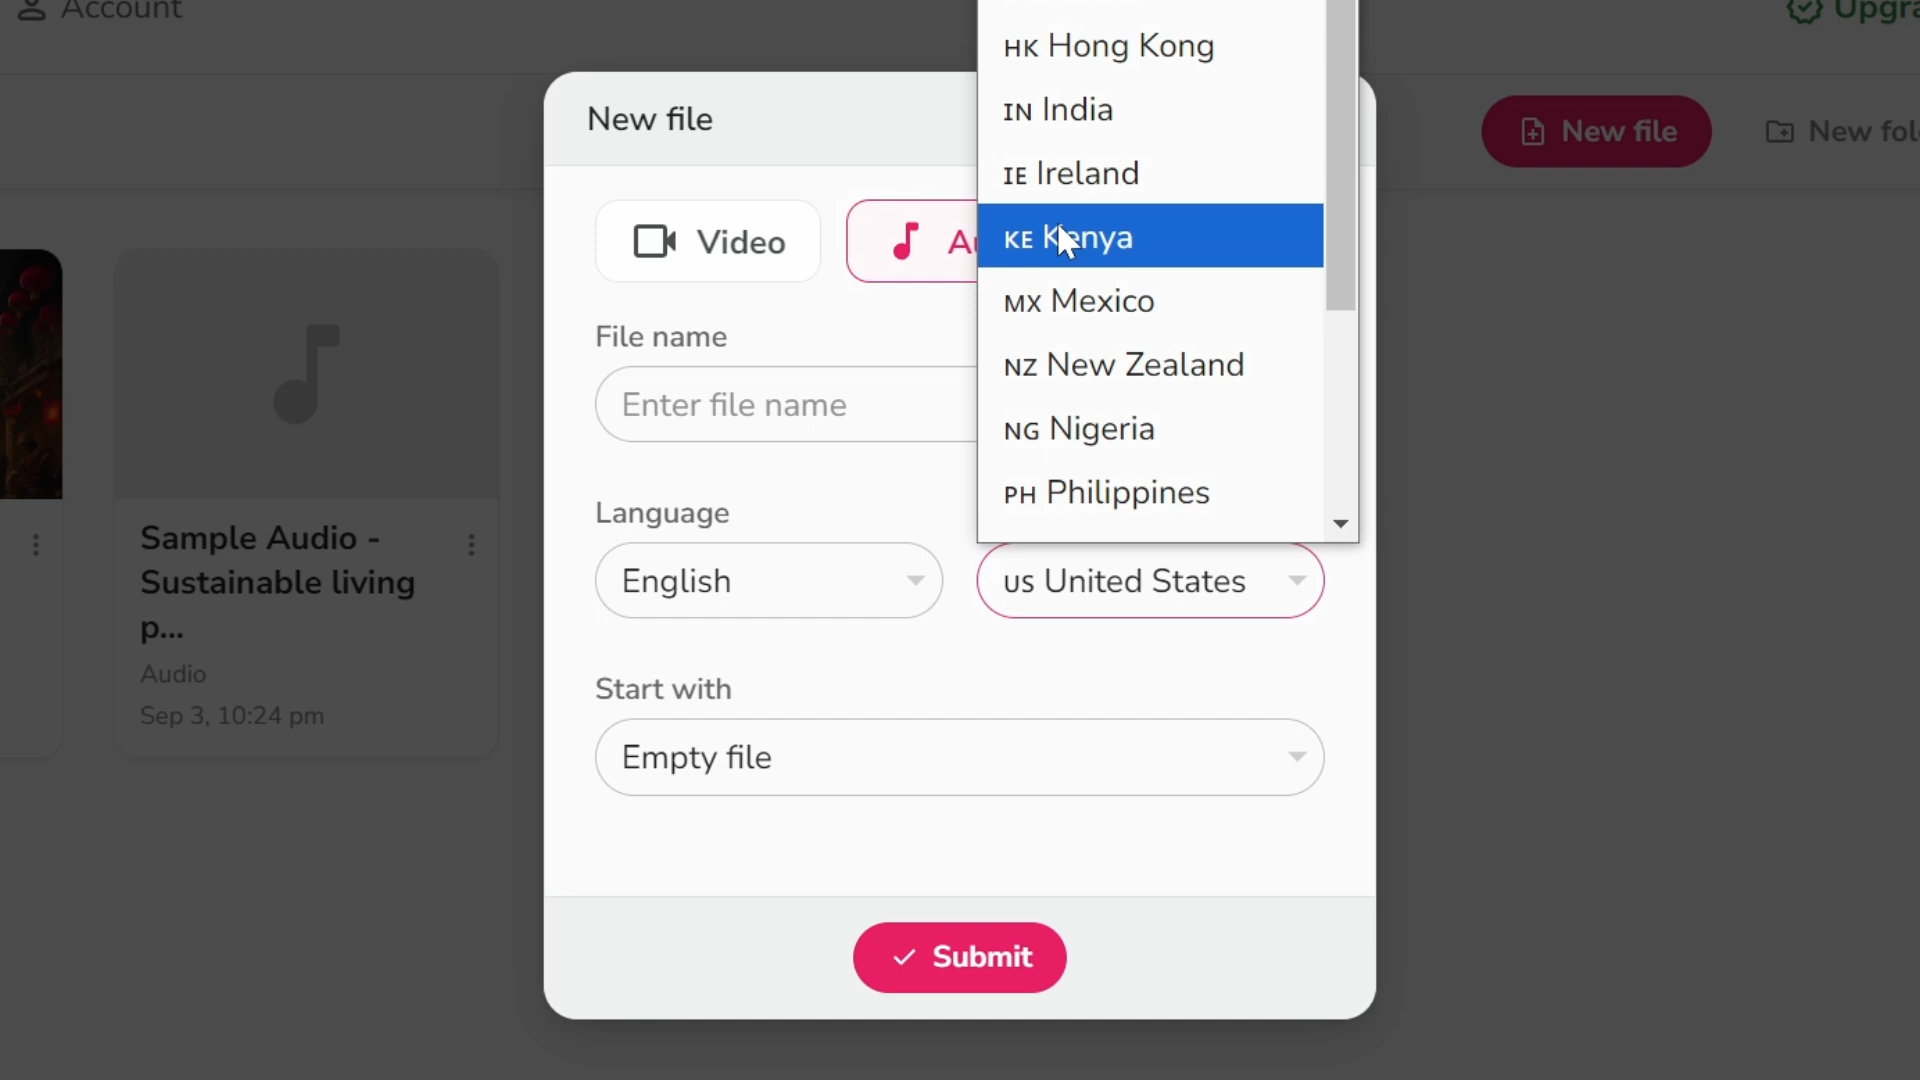 Account
HK Hong Kong
New file
IN India
New file
IE Ireland
Video
KE Kenya
MX Mexico
File name
NZ New Zealand
Enter file name
NG Nigeria
PH Philippines
Language
English
US United States
Sample Audio -
Sustainable living
p...
Audio
Sep 3, 10:24 pm
Start with
Empty file
Submit